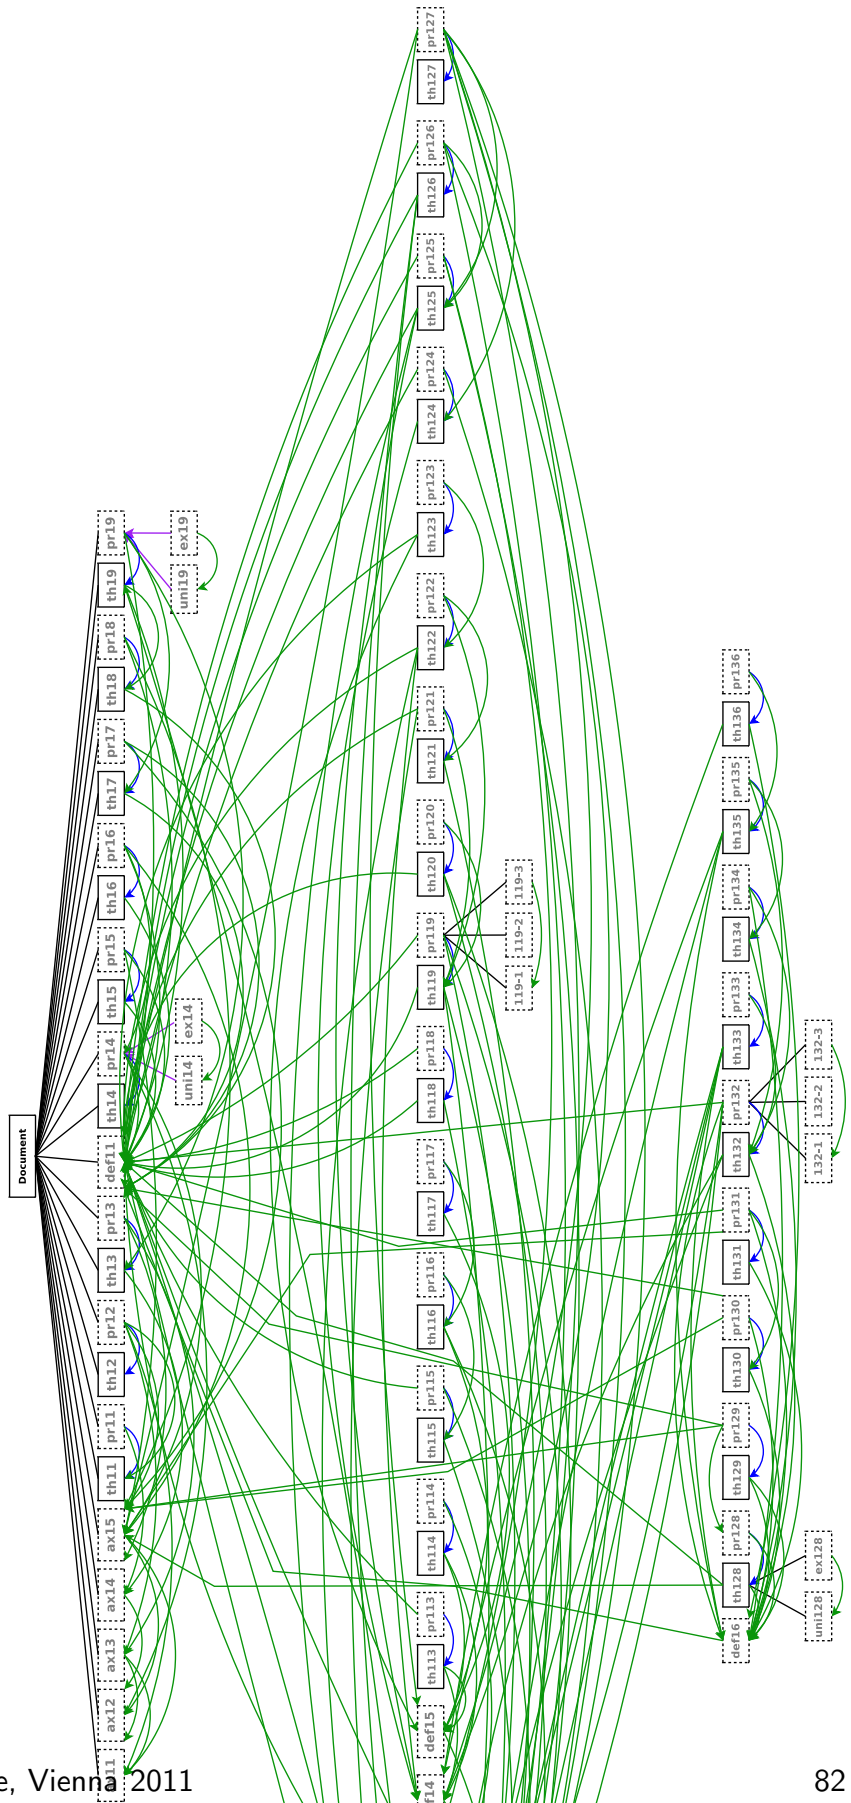 pr127
th127
pr126
th126
pr125
th125
pr124
th124
pr123
th123
pr122
th122
pr121
th121
pr120
th120
pr119
th119
pr118
th118
pr117
th117
pr116
th116
pr115
th115
pr114
th114
pr113
th113
def15
f14
pr19
th19
pr18
th18
pr17
th17
pr16
th16
pr15
th15
pr14
th14
def11
pr13
th13
pr12
th12
pr11
th11
ax15
ax14
ax13
ax12
11
ex19
uni19
ex14
uni14
Document
119-3
119-2
119-1
pr136
th136
pr135
th135
pr134
th134
pr133
th133
pr132
th132
pr131
th131
pr130
th130
pr129
th129
pr128
th128
def16
132-3
132-2
132-1
ex128
uni128
e, Vienna 2011
82